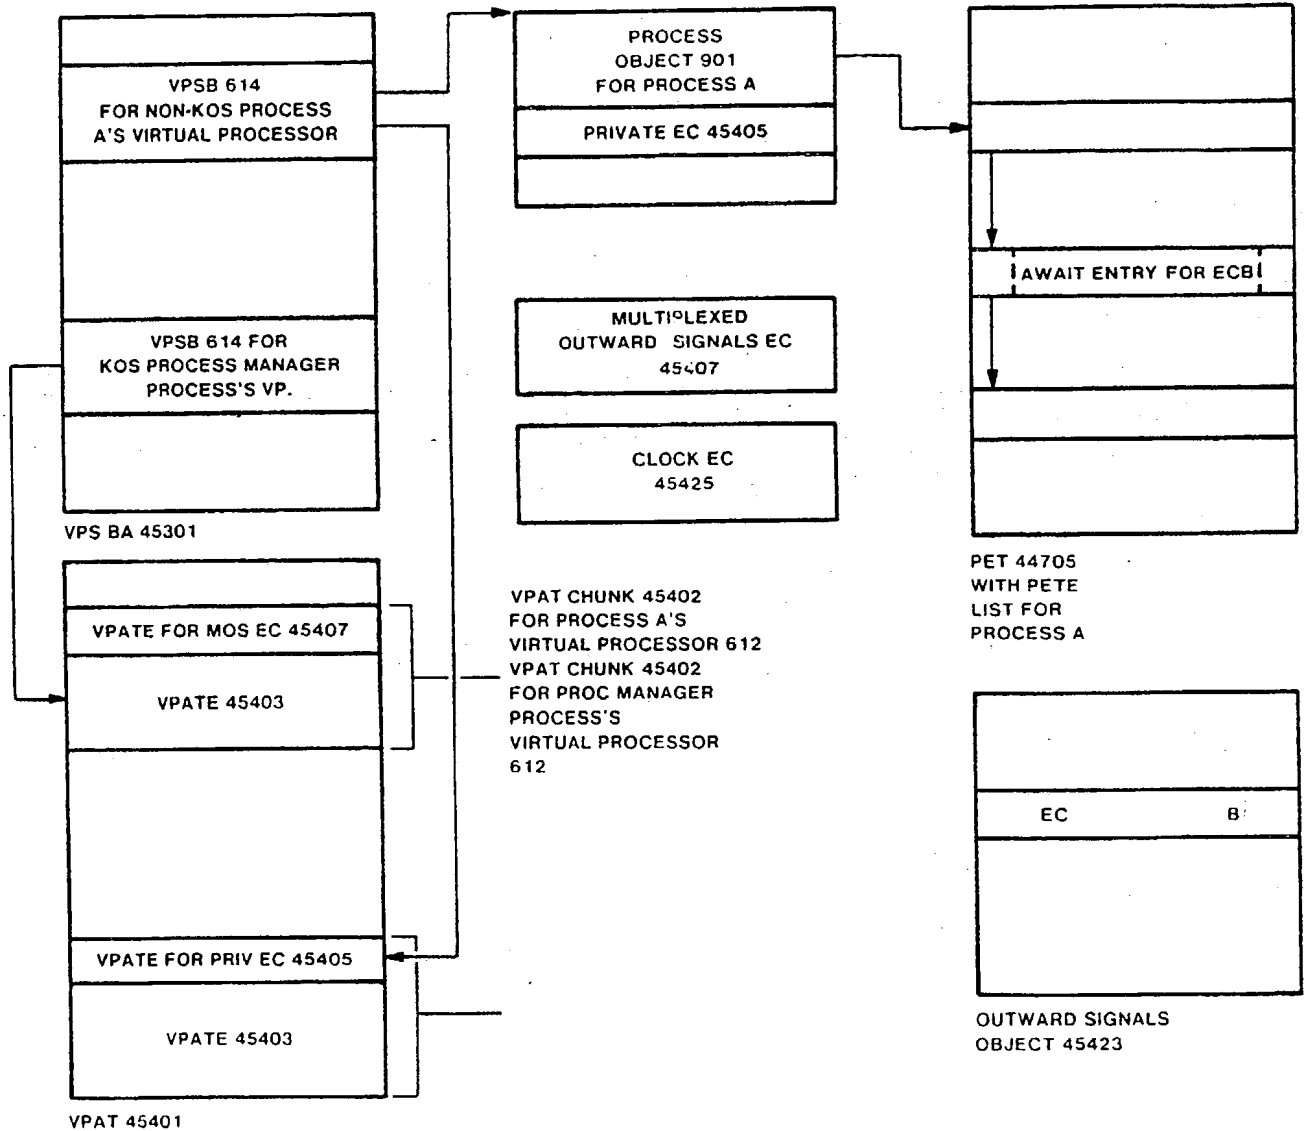 VPSB 614
FOR NON-KOS PROCESS
A'S VIRTUAL PROCESSOR
VPSB 614 FOR
KOS PROCESS MANAGER
PROCESS'S VP.
VPS BA 45301
VPATE FOR MOS EC 45407
VPATE 45403
VPATE FOR PRIV EC 45405
VPATE 45403
VPAT 45401
PROCESS
OBJECT 901
FOR PROCESS A
PRIVATE EC 45405
MULTIPLEXED
OUTWARD SIGNALS EC
45407
CLOCK EC
45425
VPAT CHUNK 45402
FOR PROCESS A'S
VIRTUAL PROCESSOR 612
VPAT CHUNK 45402
FOR PROC MANAGER
PROCESS'S
VIRTUAL PROCESSOR
612
AWAIT ENTRY FOR ECB
PET 44705
WITH PETE
LIST FOR
PROCESS A
EC B
OUTWARD SIGNALS
OBJECT 45423